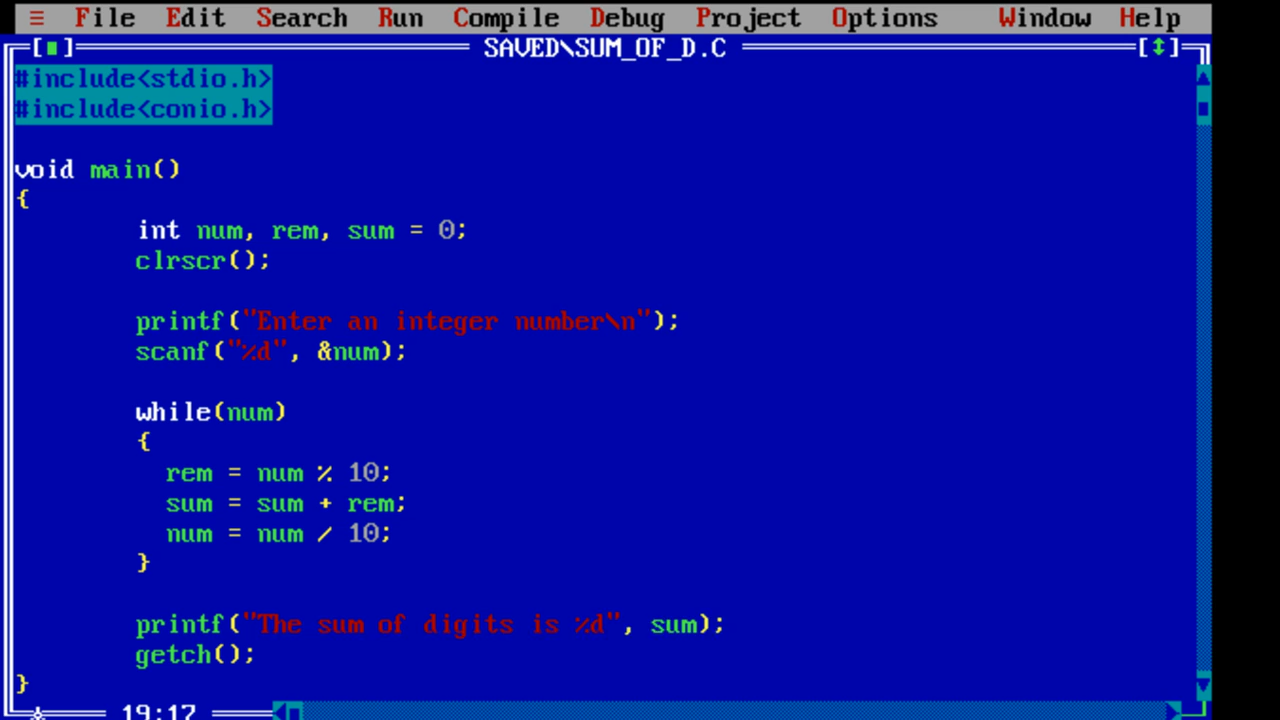 ≡ File Edit Search Run Compile Debug Project Options Window Help
[■] SAVED\SUM_OF_D.C [↕]
#include<stdio.h>
#include<conio.h>
void main()
{
int num, rem, sum = 0;
clrscr();
printf("Enter an integer number\n");
scanf("%d", &num);
while(num)
{
rem = num % 10;
sum = sum + rem;
num = num / 10;
}
printf("The sum of digits is %d", sum);
getch();
}
19:17